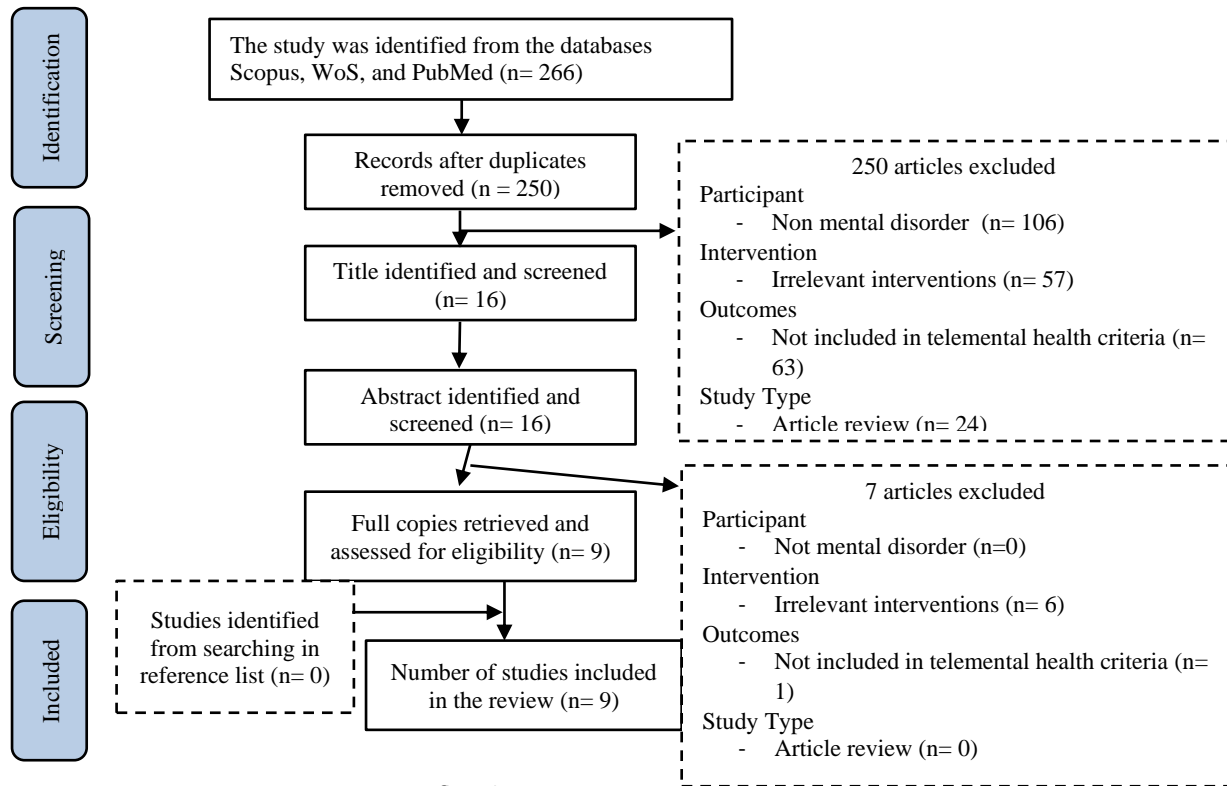 Identification
The study was identified from the databases
Scopus, WoS, and PubMed (n= 266)
Records after duplicates
removed (n = 250)
250 articles excluded
Participant
- Non mental disorder (n= 106)
Intervention
- Irrelevant interventions (n= 57)
Outcomes
- Not included in telemental health criteria (n=
63)
Study Type
- Article review (n= 24)
Screening
Title identified and screened
(n= 16)
Abstract identified and
screened (n= 16)
Eligibility
Full copies retrieved and
assessed for eligibility (n= 9)
7 articles excluded
Participant
- Not mental disorder (n=0)
Intervention
- Irrelevant interventions (n= 6)
Outcomes
- Not included in telemental health criteria (n=
1)
Study Type
- Article review (n= 0)
Included
Studies identified
from searching in
reference list (n= 0)
Number of studies included
in the review (n= 9)